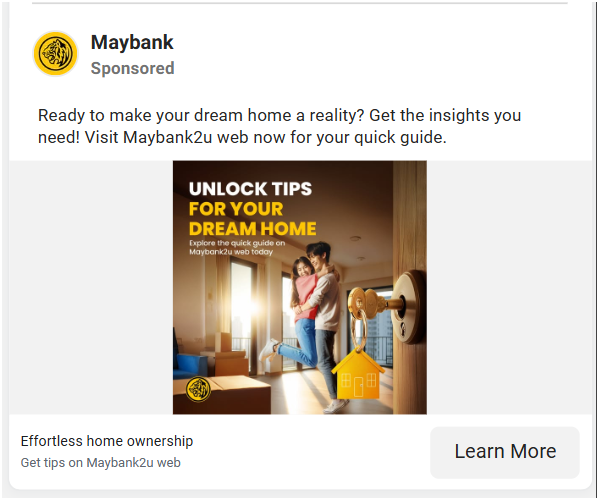 Maybank
Sponsored
Ready to make your dream home a reality? Get the insights you
need! Visit Maybank2u web now for your quick guide.
UNLOCK TIPS
FOR YOUR
DREAM HOME
Explore the quick guide on
Maybank2u web today
Effortless home ownership
Get tips on Maybank2u web
Learn More